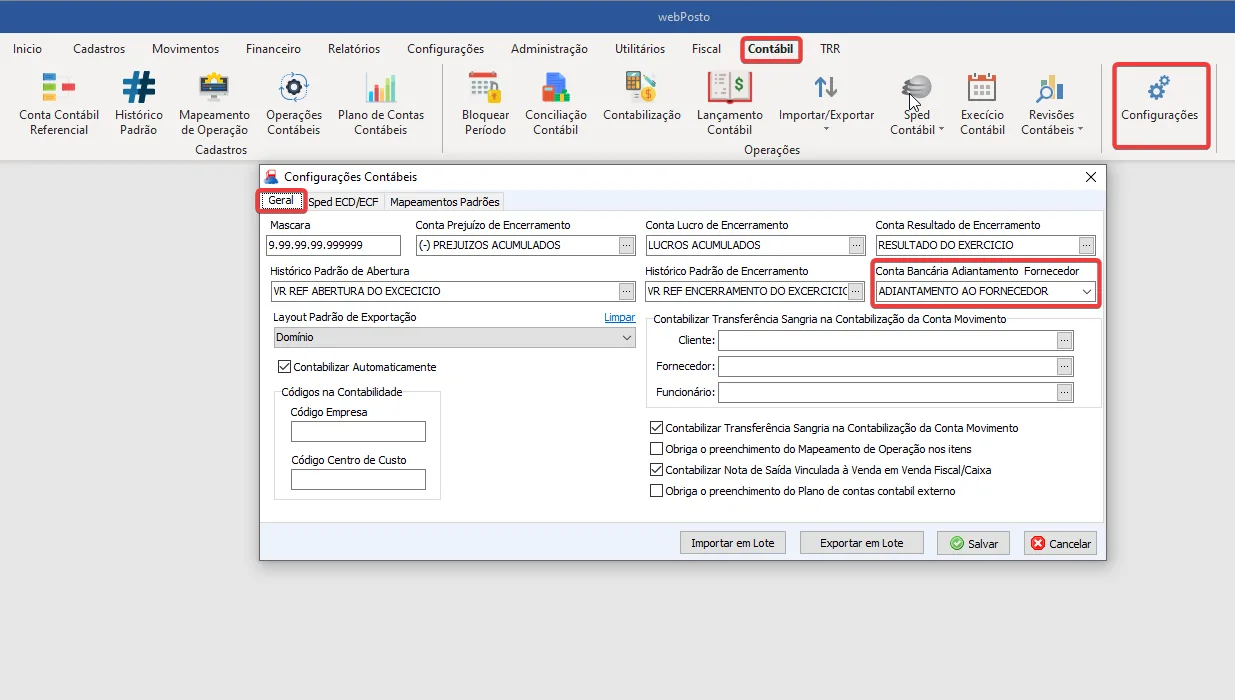 webPosto
Inicio Cadastros Movimentos Financeiro Relatórios Configurações Administração Utilitários Fiscal Contábil TRR
Conta Contábil Referencial
Histórico Padrão
Mapeamento de Operação
Operações Contábeis
Plano de Contas Contábeis
Cadastros
Bloquear Período
Conciliação Contábil
Contabilização
Lançamento Contábil
Importar/Exportar
Sped Contábil
Execício Contábil
Revisões Contábeis
Operações
Configurações
Configurações Contábeis
Geral Sped ECD/ECF Mapeamentos Padrões
Mascara
9.99.99.99.999999
Conta Prejuízo de Encerramento
(-) PREJUIZOS ACUMULADOS
Conta Lucro de Encerramento
LUCROS ACUMULADOS
Conta Resultado de Encerramento
RESULTADO DO EXERCICIO
Histórico Padrão de Abertura
VR REF ABERTURA DO EXCECICIO
Histórico Padrão de Encerramento
VR REF ENCERRAMENTO DO EXCERCICIO
Conta Bancária Adiantamento Fornecedor
ADIANTAMENTO AO FORNECEDOR
Layout Padrão de Exportação
Limpar
Domínio
Contabilizar Automaticamente
Códigos na Contabilidade
Código Empresa
Código Centro de Custo
Contabilizar Transferência Sangria na Contabilização da Conta Movimento
Cliente:
Fornecedor:
Funcionário:
Contabilizar Transferência Sangria na Contabilização da Conta Movimento
Obriga o preenchimento do Mapeamento de Operação nos itens
Contabilizar Nota de Saída Vinculada à Venda em Venda Fiscal/Caixa
Obriga o preenchimento do Plano de contas contabil externo
Importar em Lote Exportar em Lote Salvar Cancelar